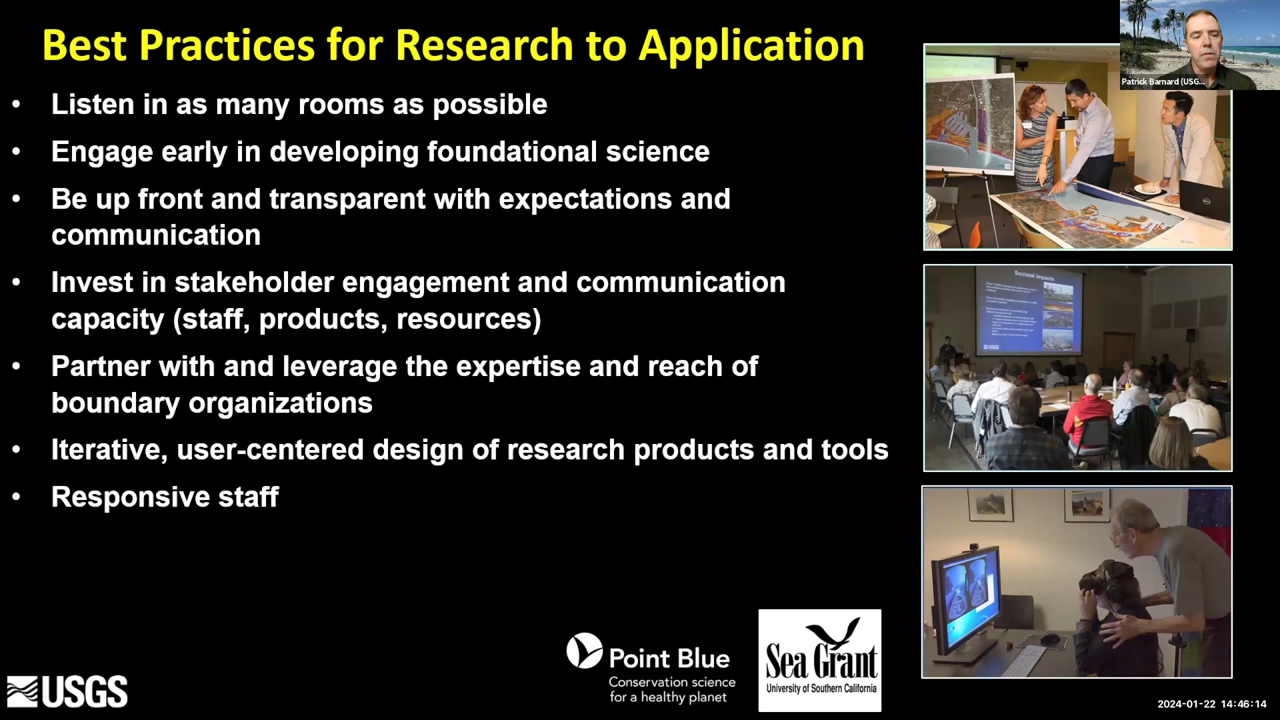 Best Practices for Research to Application
• Listen in as many rooms as possible
• Engage early in developing foundational science
• Be up front and transparent with expectations and
communication
• Invest in stakeholder engagement and communication
capacity (staff, products, resources)
• Partner with and leverage the expertise and reach of
boundary organizations
• Iterative, user-centered design of research products and tools
• Responsive staff
Patrick Barnard (USG...
Societal Impacts
USGS
DELL
USGS
Point Blue
Conservation science
for a healthy planet
Sea Grant
University of Southern California
2024-01-22 14:46:14